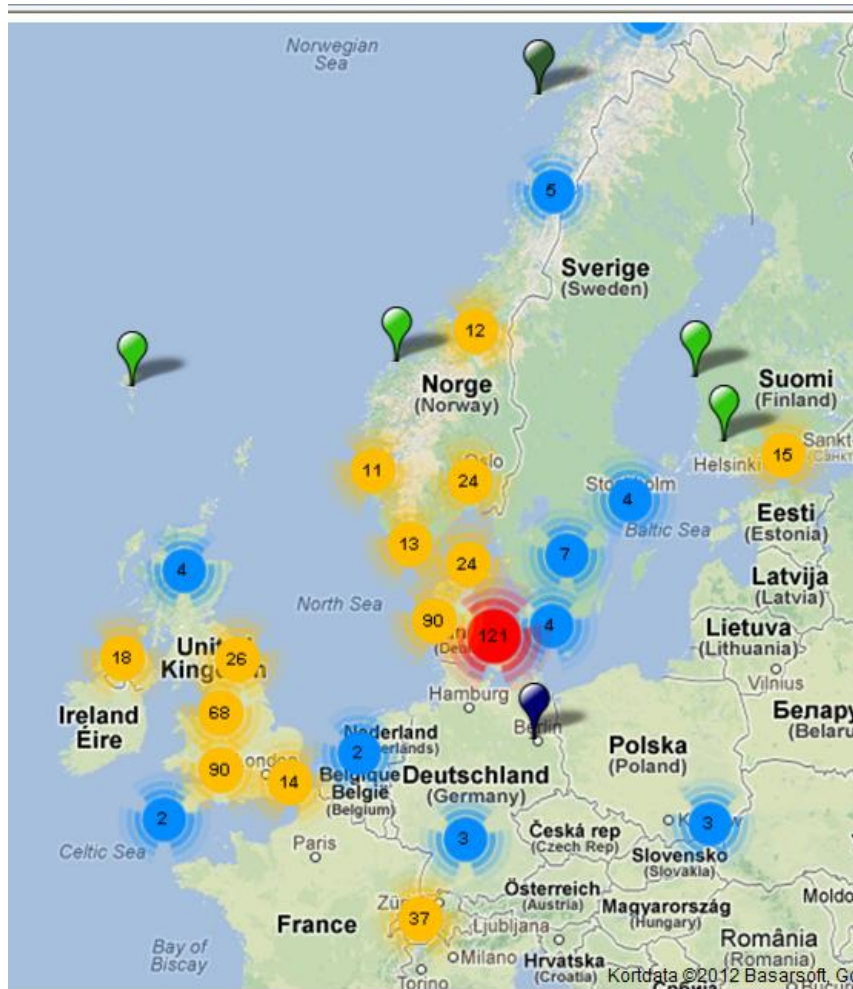 Norwegian
Sea
5
Sverige
(Sweden)
12
Norge
(Norway)
Suomi
(Finland)
11
24
15
Helsinki
4
Baltic Sea
Eesti
(Estonia)
13
7
24
4
Latvija
(Latvia)
North Sea
90
121
4
Lietuva
(Lithuania)
Vilnius
18
26
68
Ireland
Éire
Hamburg
Berlin
Polska
(Poland)
2
90
14
Belgique
België
(Belgium)
Deutschland
(Germany)
2
Celtic Sea
Paris
3
3
Česká rep
(Czech Rep)
Slovensko
(Slovakia)
Österreich
(Austria)
Magyarország
(Hungary)
37
France
Ljubljana
Milano
Torino
Hrvatska
(Croatia)
România
(Romania)
Bay of
Biscay
Kortdata ©2012 Basarsoft,